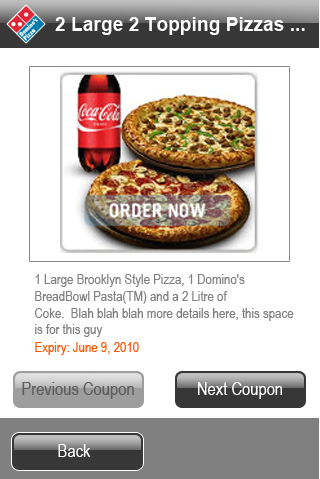 Domino's
Pizza
2 Large 2 Topping Pizzas ...
Coca-Cola
ORDER NOW
1 Large Brooklyn Style Pizza, 1 Domino's
BreadBowl Pasta(TM) and a 2 Litre of
Coke.  Blah blah blah more details here, this space
is for this guy
Expiry: June 9, 2010
Previous Coupon
Next Coupon
Back